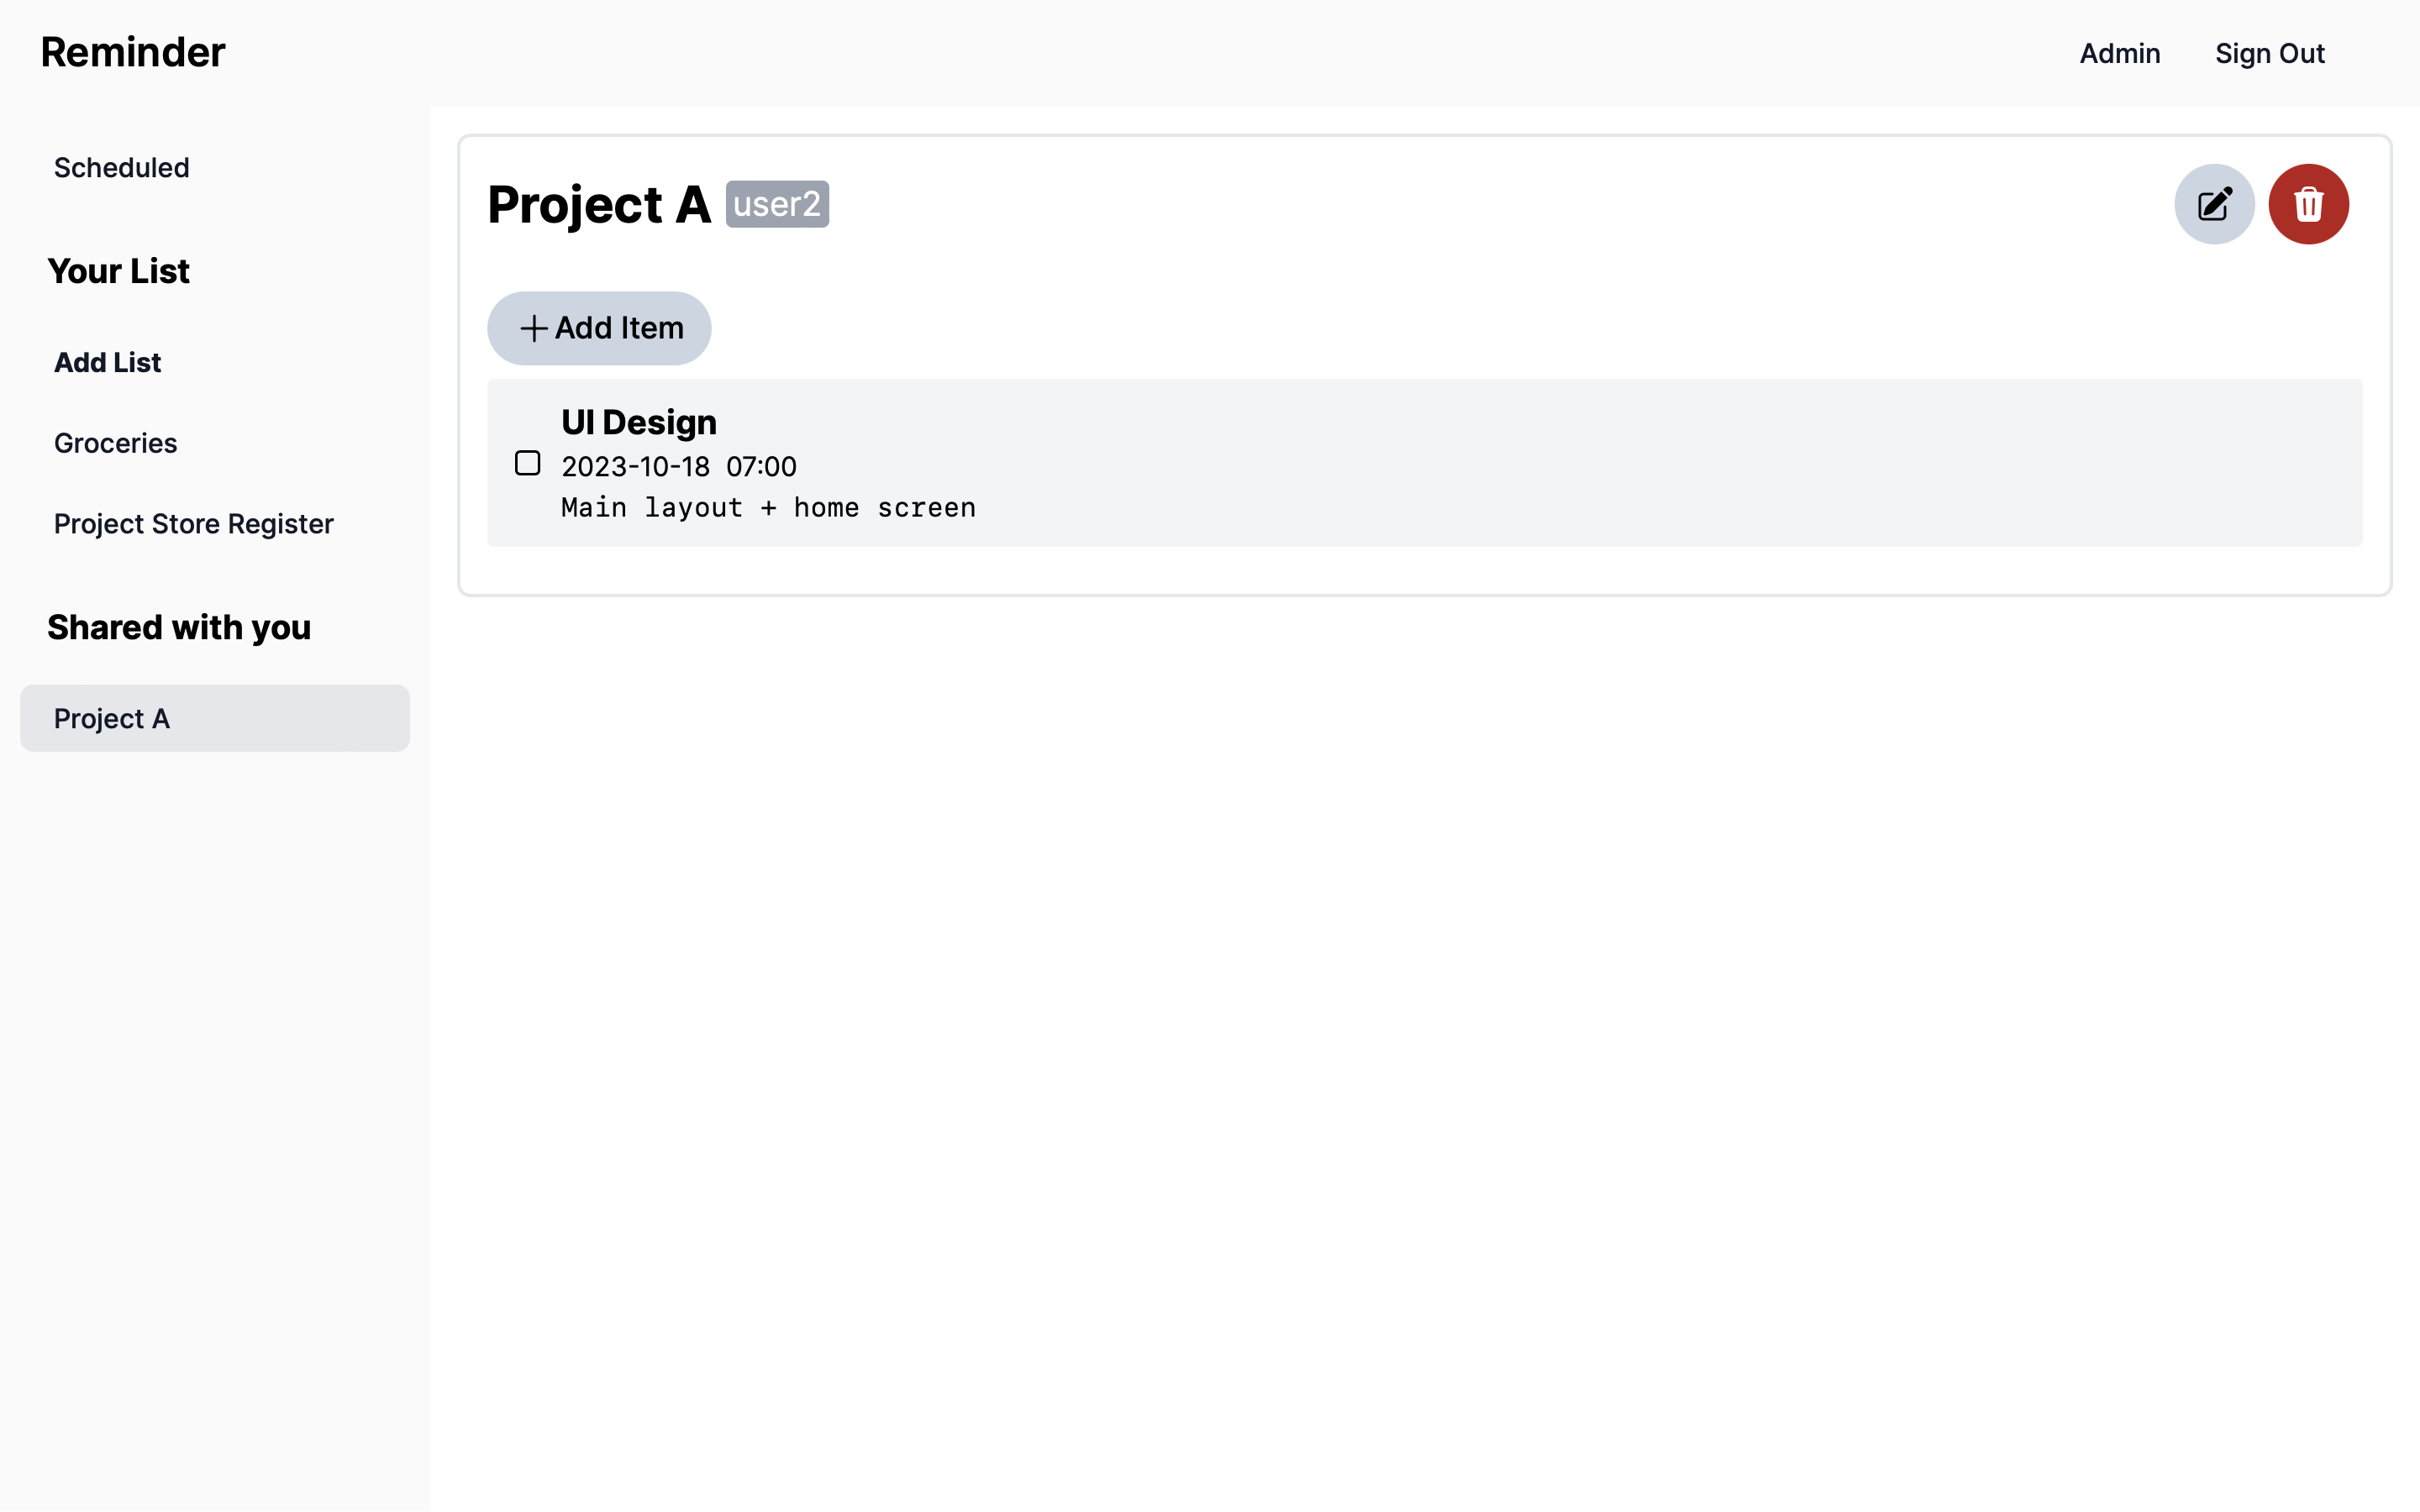 Reminder
Admin
Sign Out
Scheduled
Your List
Add List
Groceries
Project Store Register
Shared with you
Project A
Project A user2
Add Item
UI Design
2023-10-18 07:00
Main layout + home screen